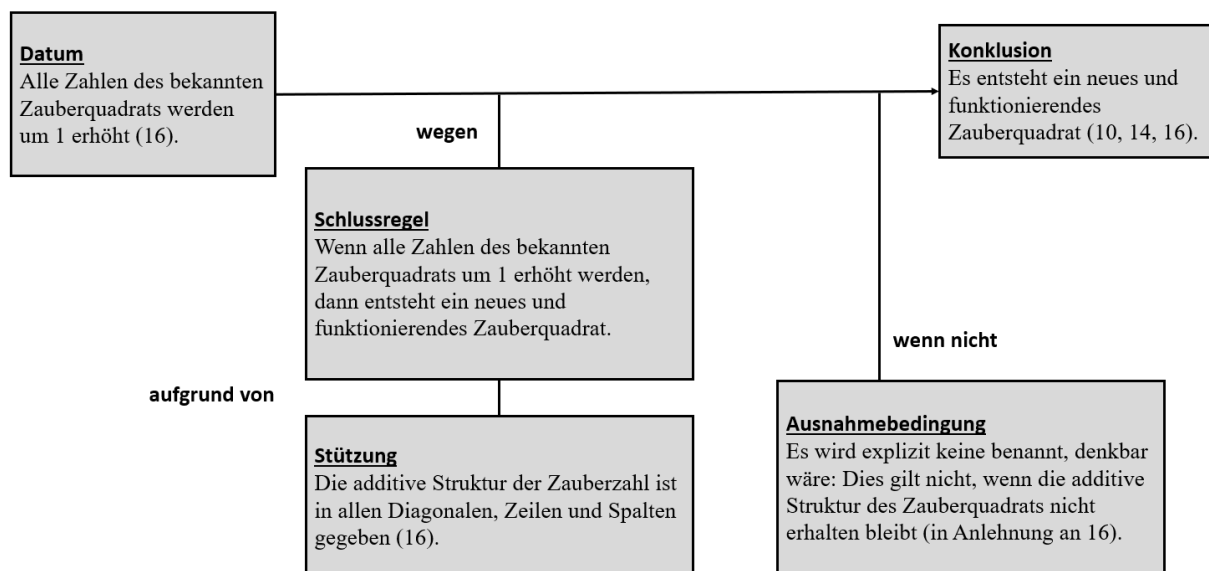 Datum
Alle Zahlen des bekannten
Zauberquadrats werden
um 1 erhöht (16).
Konklusion
Es entsteht ein neues und
funktionierendes
Zauberquadrat (10, 14, 16).
wegen
Schlussregel
Wenn alle Zahlen des bekannten
Zauberquadrats um 1 erhöht werden,
dann entsteht ein neues und
funktionierendes Zauberquadrat.
wenn nicht
aufgrund von
Stützung
Die additive Struktur der Zauberzahl ist
in allen Diagonalen, Zeilen und Spalten
gegeben (16).
Ausnahmebedingung
Es wird explizit keine benannt, denkbar
wäre: Dies gilt nicht, wenn die additive
Struktur des Zauberquadrats nicht
erhalten bleibt (in Anlehnung an 16).